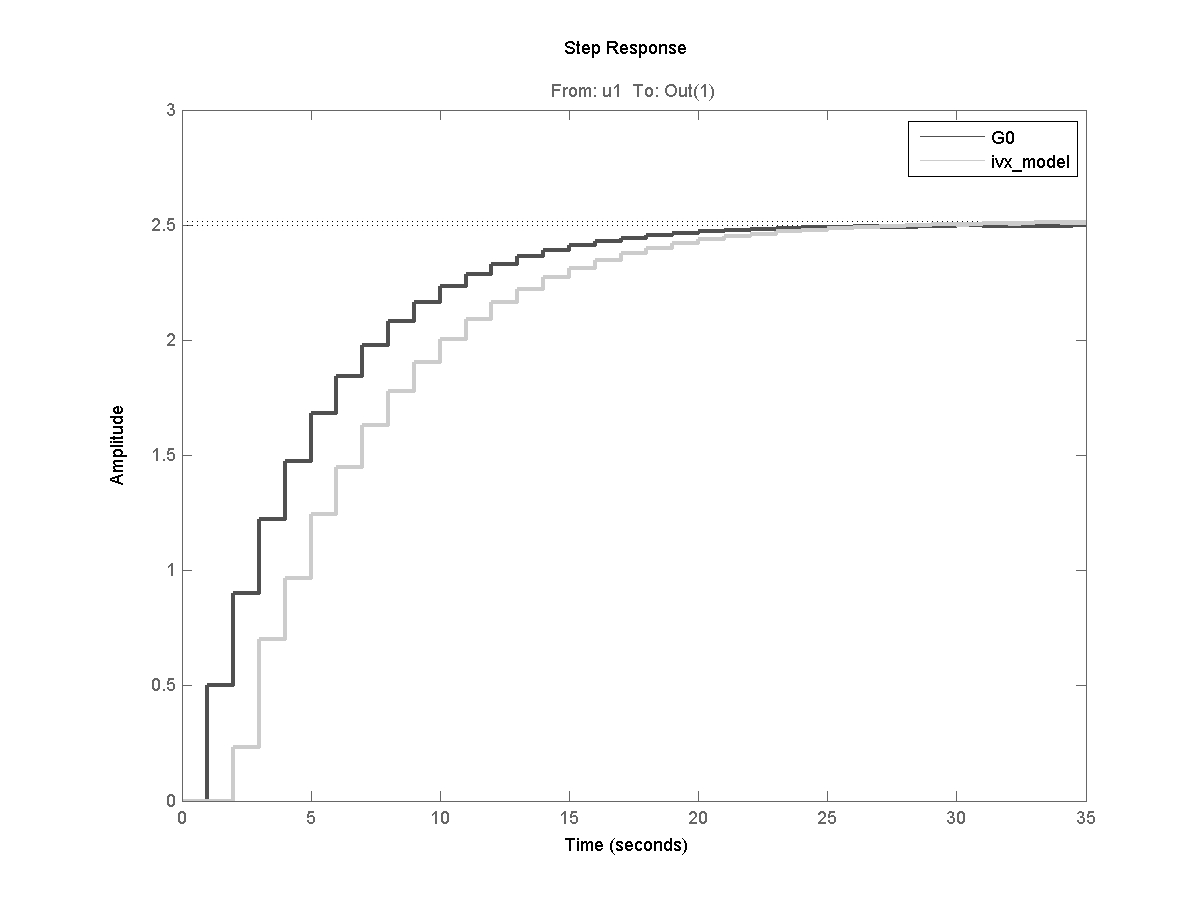 Step Response
From: u1 To: Out(1)
G0
ivx_model
3
2.5
2
1.5
1
0.5
0
Amplitude
0 5 10 15 20 25 30 35
Time (seconds)